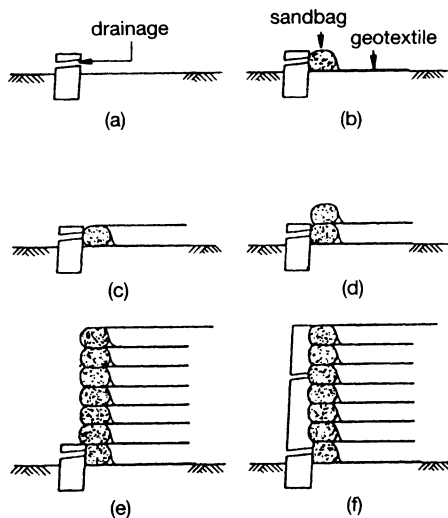 drainage
(a)
sandbag
geotextile
(b)
(c)
(d)
(e)
(f)